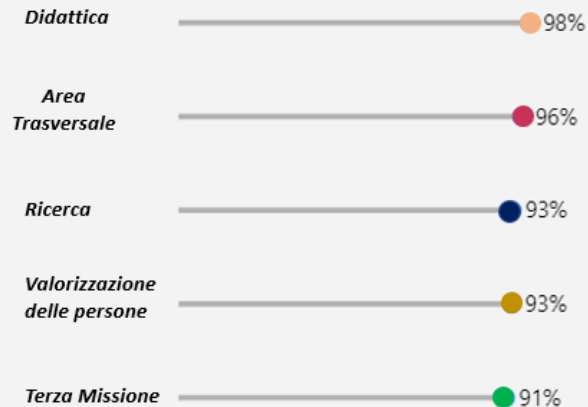 Didattica
98%
Area
Trasversale
96%
Ricerca
93%
Valorizzazione
delle persone
93%
Terza Missione
91%